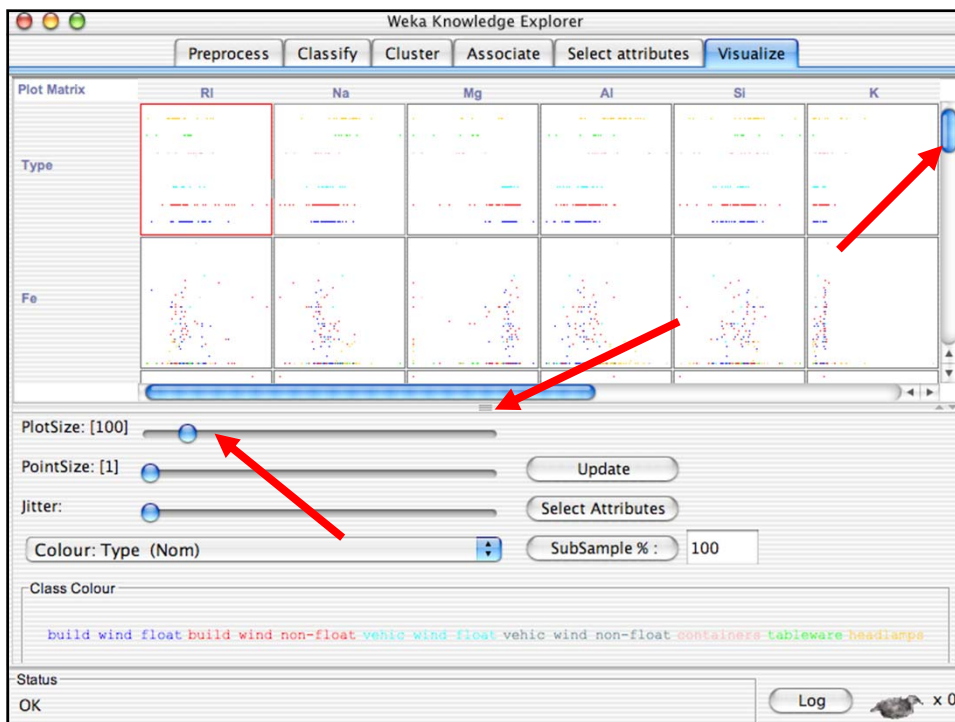 Weka Knowledge Explorer
Preprocess Classify Cluster Associate Select attributes Visualize
Plot Matrix RI Na Mg Al Si K
Type
Fe
PlotSize: [100]
PointSize: [1] Update
Jitter: Select Attributes
Colour: Type (Nom) SubSample % : 100
Class Colour
build wind float build wind non-float vehic wind float vehic wind non-float containers tableware headlamps
Status
OK Log x 0